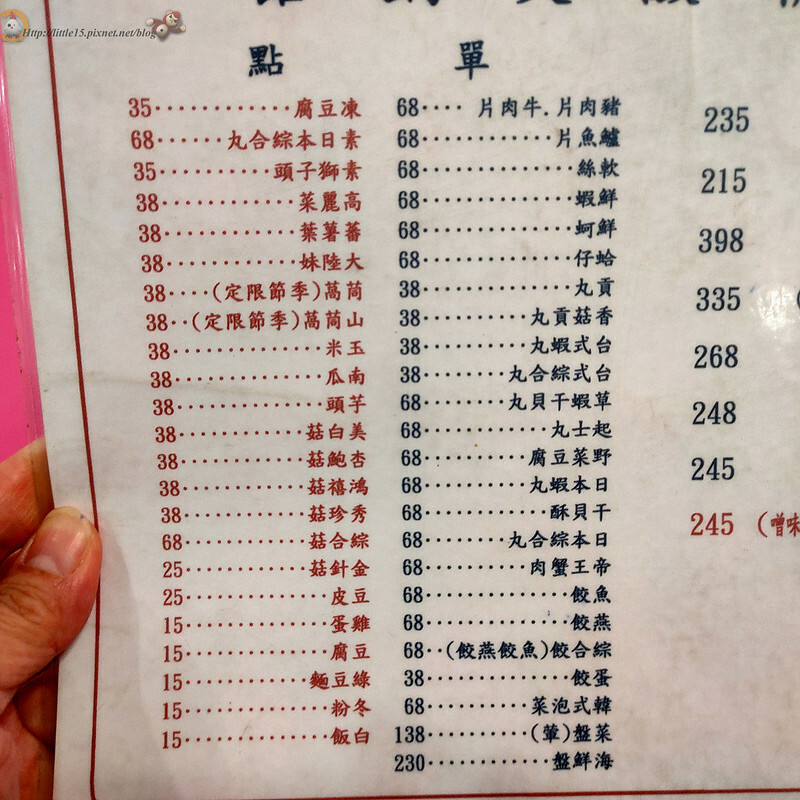 Http://little15.pixnet.net/blog
單點
235
215
398
335
268
248
245
245 (噌味
豬肉片.牛肉片····68
鱸魚片············68
軟絲·············68
鮮蝦·············68
鮮蚵·············68
蛤仔·············68
貢丸·············38
香菇貢丸·········38
台式蝦丸·········38
台式綜合丸········38
草蝦干貝丸········68
起士丸···········68
野菜豆腐·········68
日本蝦丸·········68
干貝酥···········68
日本綜合丸········68
帝王蟹肉·········68
魚餃·············68
燕餃·············68
綜合餃(魚餃燕餃)··68
蛋餃·············38
韓式泡菜·········68
菜盤(葷)·········138
海鮮盤···········230
凍豆腐···········35
素日本綜合丸······68
素獅子頭·········35
高麗菜···········38
蕃薯葉···········38
大陸妹···········38
茼萵(季節限定)····38
山茼萵(季節限定)··38
玉米·············38
南瓜·············38
芋頭·············38
美白菇···········38
杏鮑菇···········38
鴻禧菇···········38
秀珍菇···········38
綜合菇···········68
金針菇···········25
豆皮·············25
雞蛋·············15
豆腐·············15
綠豆麵···········15
冬粉·············15
白飯·············15